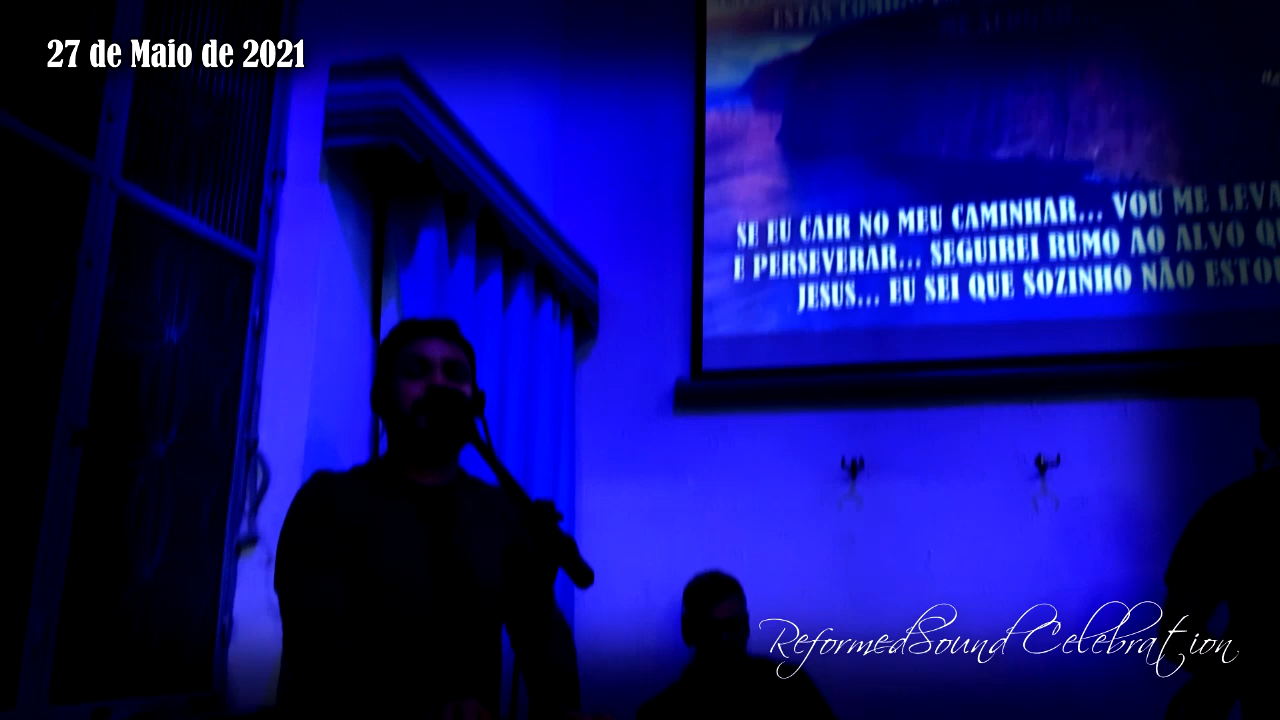 27 de Maio de 2021
SE EU CAIR NO MEU CAMINHAR... VOU ME
E PERSEVERAR... SEGUIREI RUMO AO ALVO
JESUS... EU SEI QUE SOZINHO NÃO
ReformedSound Celebration